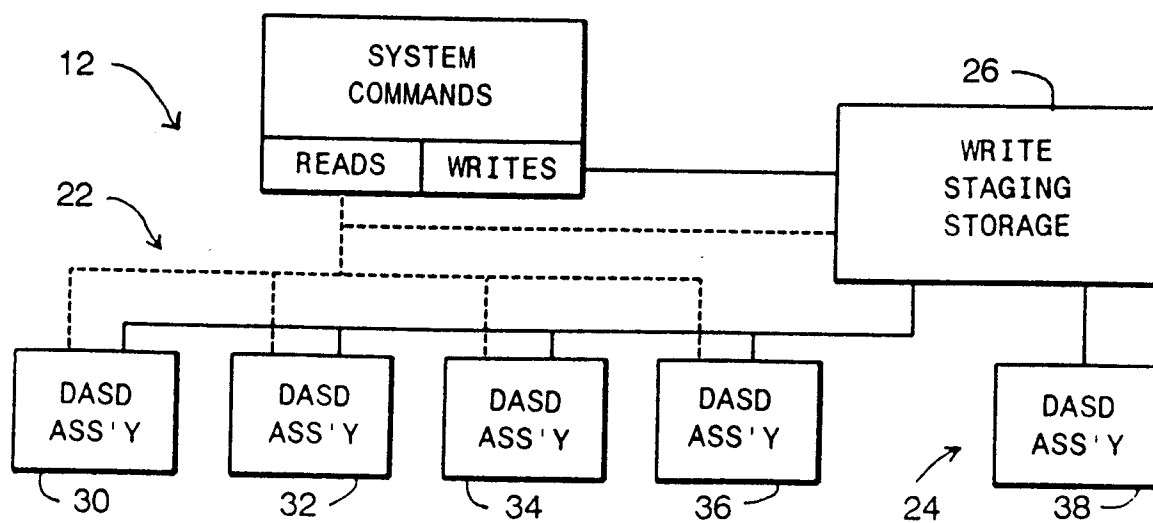 12
SYSTEM
COMMANDS
26
READS
WRITES
WRITE
STAGING
STORAGE
22
DASD
ASS'Y
DASD
ASS'Y
DASD
ASS'Y
DASD
ASS'Y
DASD
ASS'Y
30
32
34
36
24
38